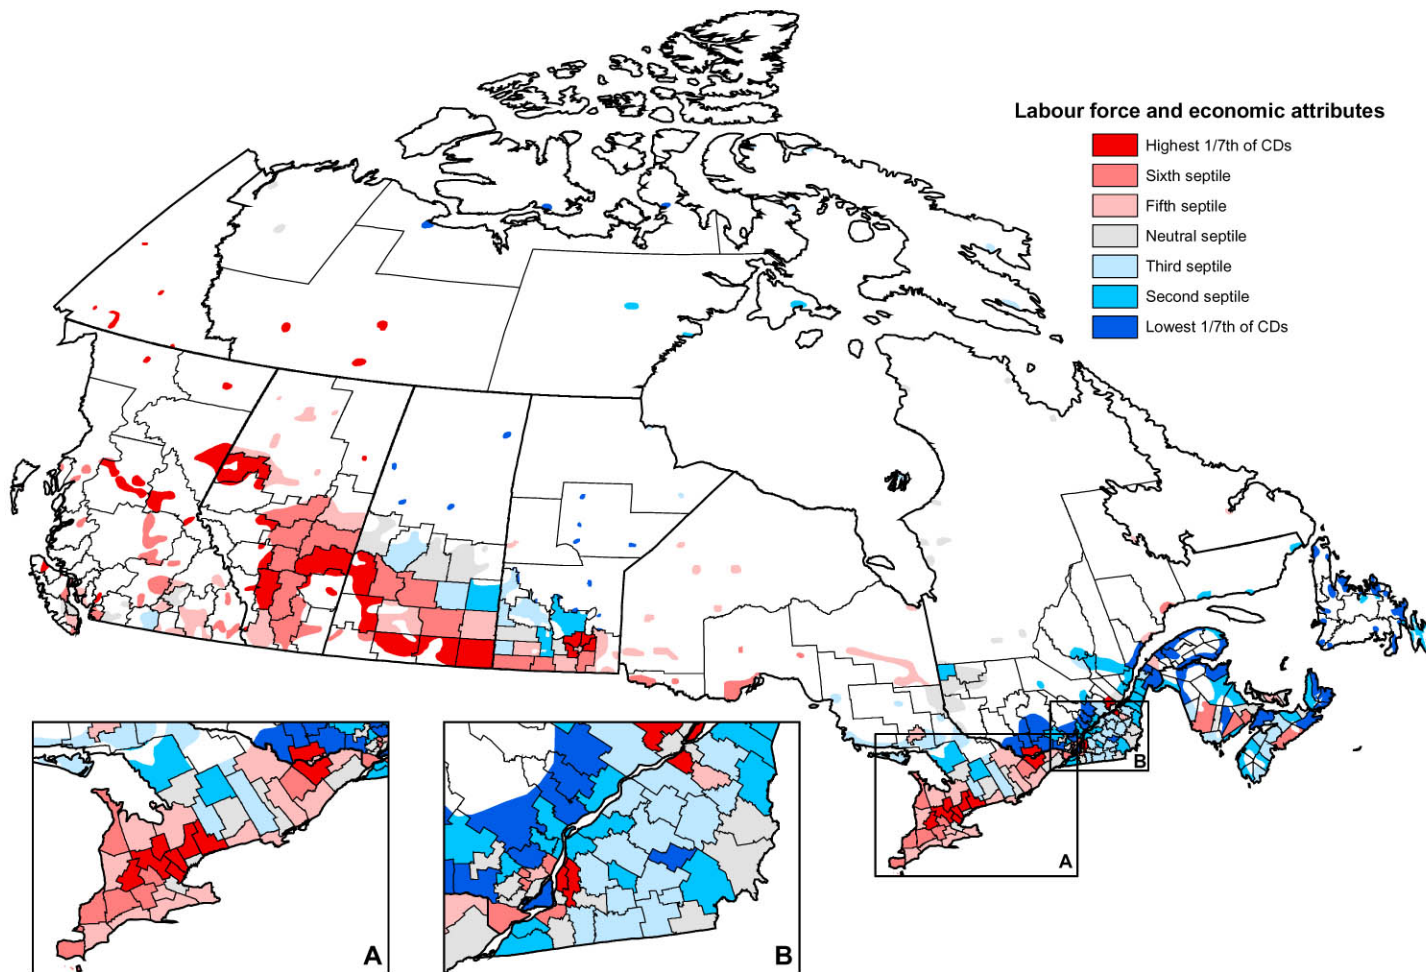 Labour force and economic attributes
Highest 1/7th of CDs
Sixth septile
Fifth septile
Neutral septile
Third septile
Second septile
Lowest 1/7th of CDs
B
A
A
B